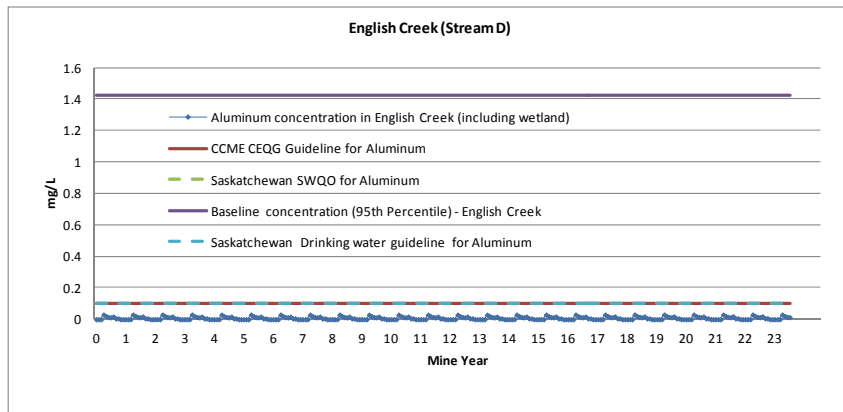 English Creek (Stream D)
1.6
1.4
1.2
1
0.8
0.6
0.4
0.2
0
mg/L
Aluminum concentration in English Creek (including wetland)
CCME CEQG Guideline for Aluminum
Saskatchewan SWQO for Aluminum
Baseline concentration (95th Percentile) - English Creek
Saskatchewan Drinking water guideline for Aluminum
0 1 2 3 4 5 6 7 8 9 10 11 12 13 14 15 16 17 18 19 20 21 22 23
Mine Year